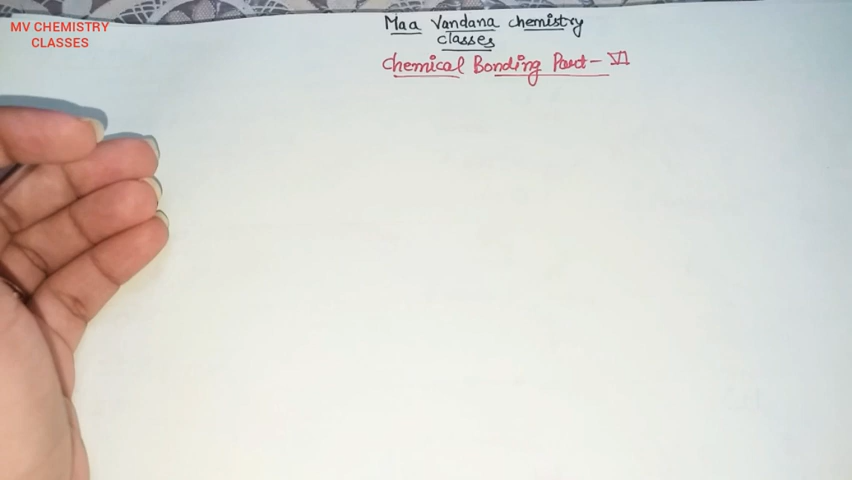 MV CHEMISTRY
CLASSES
Maa Vandana chemistry
classes
Chemical Bonding Part - VI